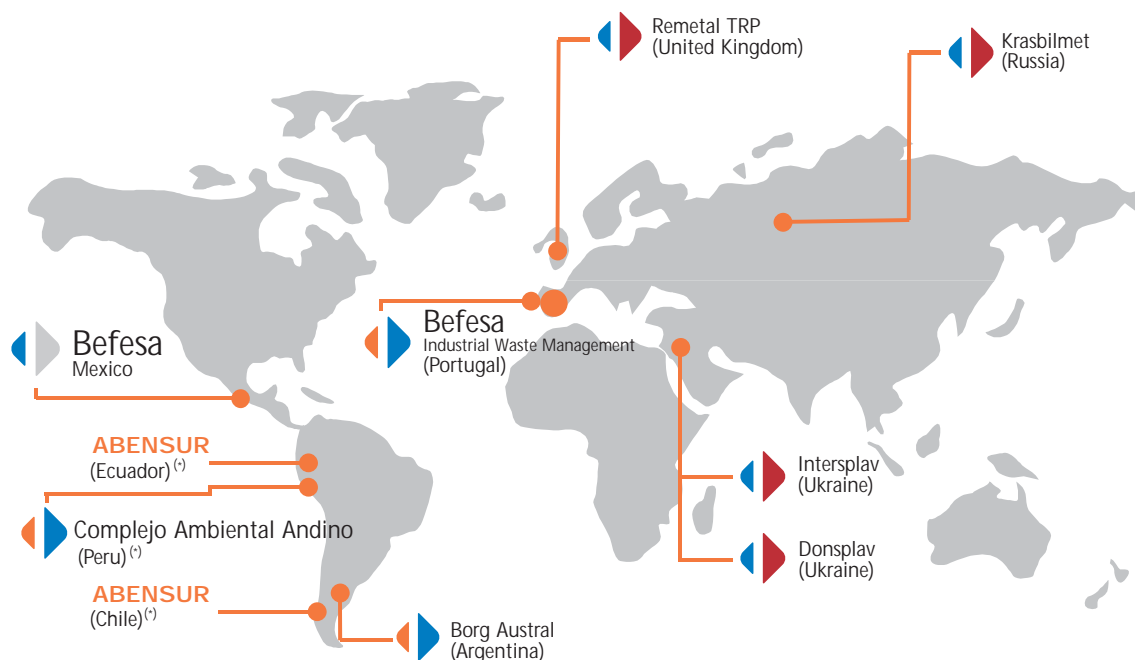 Remetal TRP
(United Kingdom)
Krasbilmet
(Russia)
Befesa
Mexico
Befesa
Industrial Waste Management
(Portugal)
ABENSUR
(Ecuador) (*)
Complejo Ambiental Andino
(Peru) (*)
ABENSUR
(Chile) (*)
Borg Austral
(Argentina)
Intersplav
(Ukraine)
Donsplav
(Ukraine)